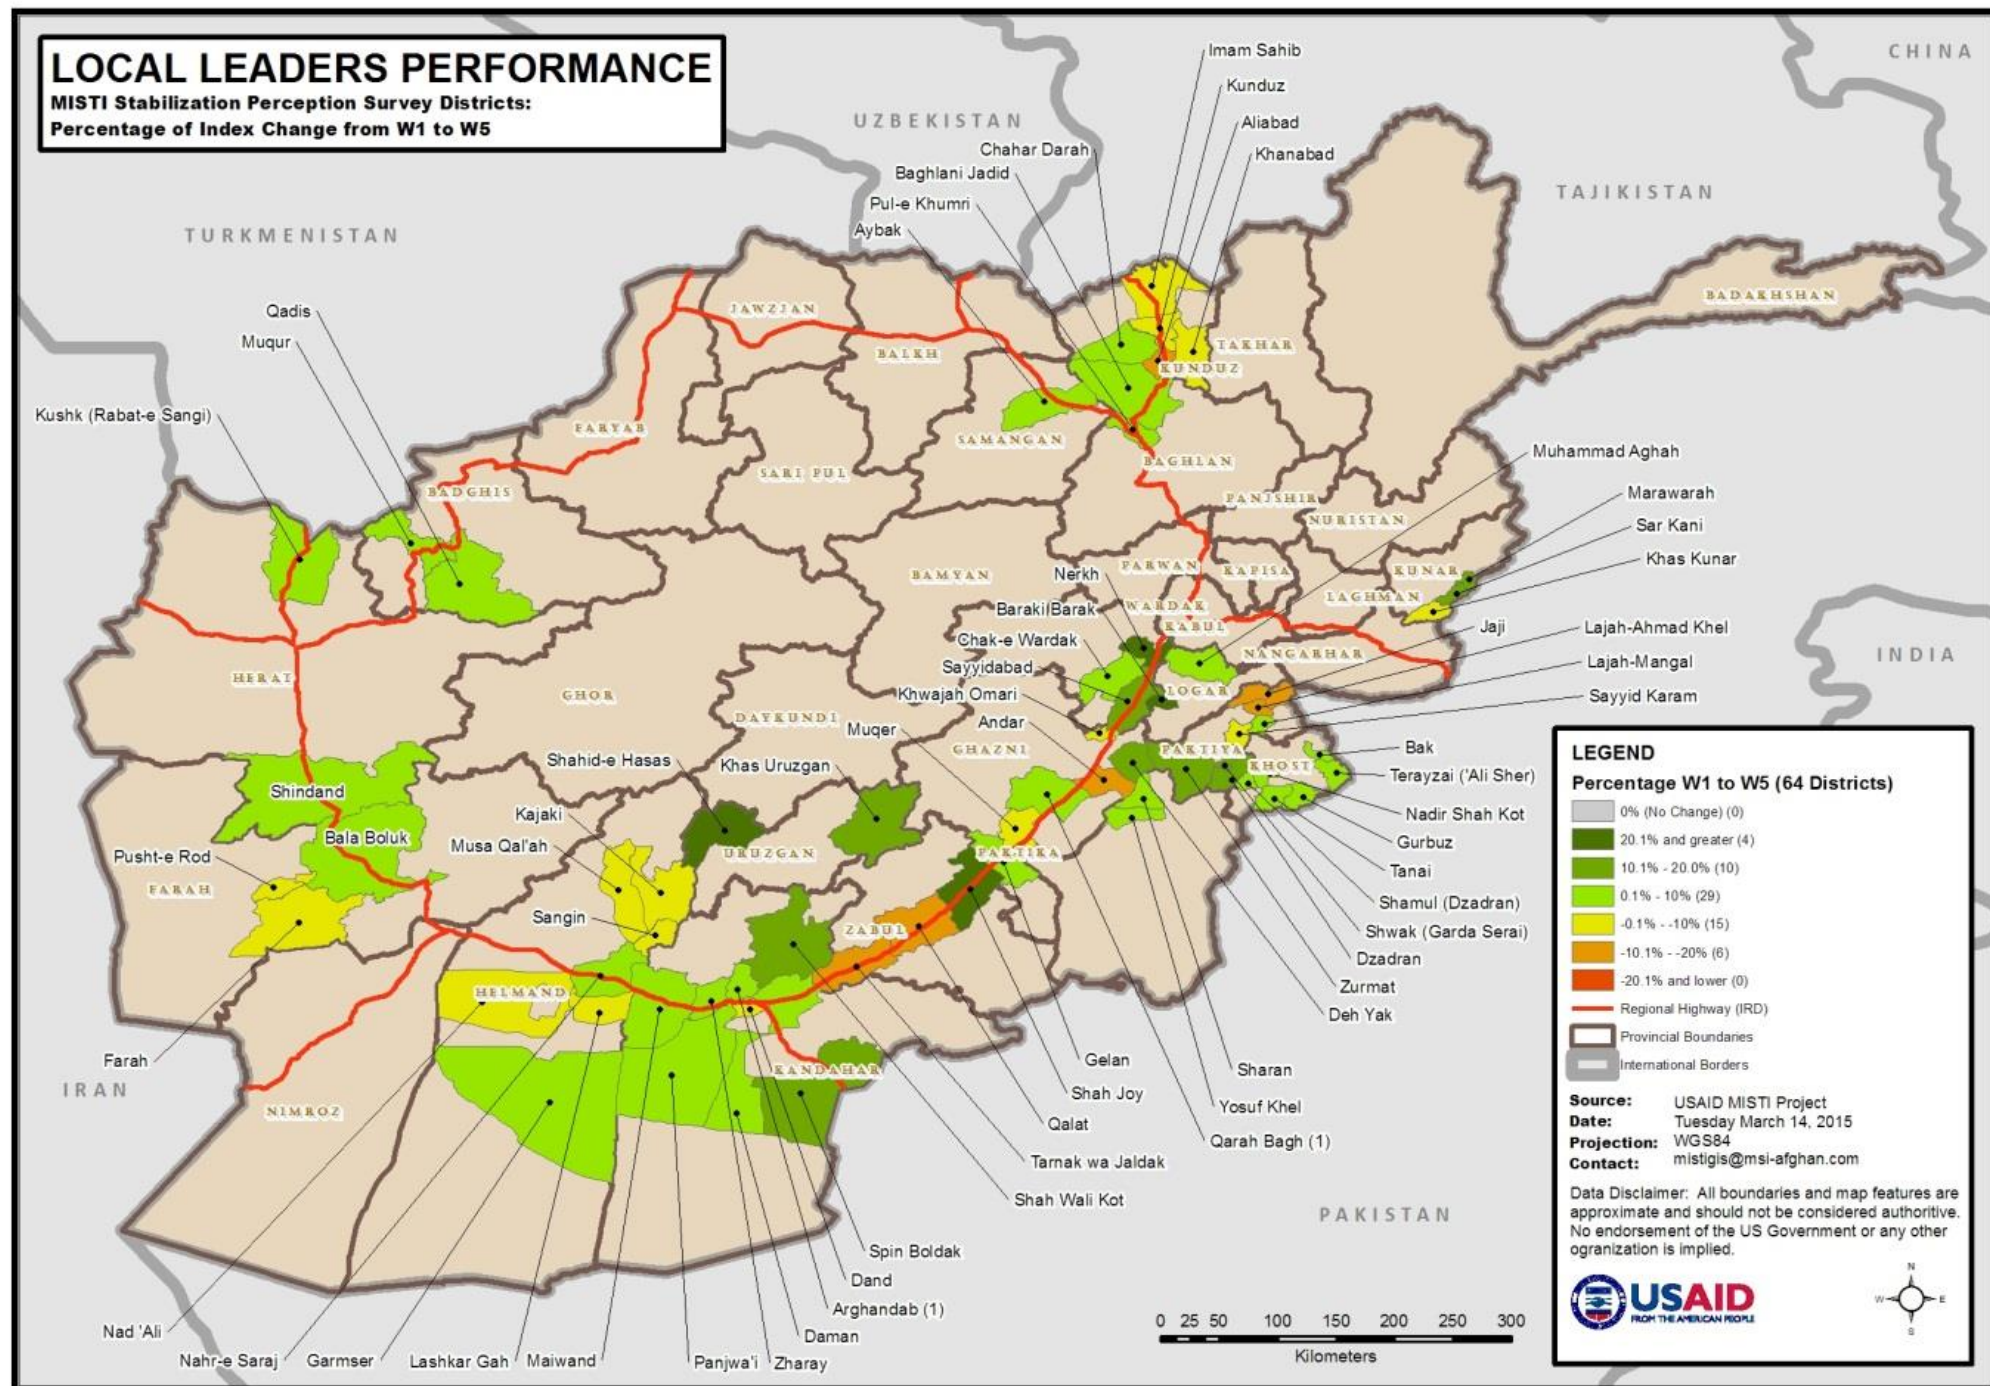 LOCAL LEADERS PERFORMANCE
MISTI Stabilization Perception Survey Districts:
Percentage of Index Change from W1 to W5
Imam Sahib
Kunduz
Aliabad
Khanabad
Chahar Darah
Baghlani Jadid
Pul-e Khumri
Aybak
CHINA
UZBEKISTAN
TAJIKISTAN
TURKMENISTAN
Qadis
Muqur
Kushk (Rabat-e Sangi)
JAWZJAN
BALKH
FARYAB
SARI PUL
SAMANGAN
KUNDUZ
TAKHAR
BADAKHSHAN
BAGHLAN
BADGHIS
PANJSHIR
NURISTAN
Muhammad Aghah
Marawarah
Sar Kani
Khas Kunar
Jaji
Lajah-Ahmad Khel
Lajah-Mangal
Sayyid Karam
INDIA
BAMYAN
PARWAN
KAPISA
KUNAR
LAGHMAN
WARDAK
KABUL
NANGARHAR
LOGAR
Nerkh
Baraki Barak
Chak-e Wardak
Sayyidabad
Khwajah Omari
Andar
Muqer
HERAT
GHOR
DAYKUNDI
GHAZNI
PAKTIYA
KHOST
Bak
Terayzai ('Ali Sher)
Nadir Shah Kot
Gurbuz
Tanai
Shamul (Dzadran)
Shwak (Garda Serai)
Dzadran
Zurmat
Deh Yak
Shahid-e Hasas
Khas Uruzgan
Shindand
Bala Boluk
Kajaki
Musa Qal'ah
Pusht-e Rod
FARAH
URUZGAN
PAKTIKA
Sangin
ZABUL
HELMAND
Farah
IRAN
NIMROZ
KANDAHAR
Gelan
Shah Joy
Qalat
Tarnak wa Jaldak
Shah Wali Kot
Sharan
Yosuf Khel
Qarah Bagh (1)
PAKISTAN
Spin Boldak
Dand
Arghandab (1)
Daman
Nad 'Ali
Nahr-e Saraj
Garmser
Lashkar Gah
Maiwand
Panjwa'i
Zharay
0 25 50 100 150 200 250 300
Kilometers
LEGEND
Percentage W1 to W5 (64 Districts)
0% (No Change) (0)
20.1% and greater (4)
10.1% - 20.0% (10)
0.1% - 10% (29)
-0.1% - -10% (15)
-10.1% - -20% (6)
-20.1% and lower (0)
Regional Highway (IRD)
Provincial Boundaries
International Borders
Source: USAID MISTI Project
Date: Tuesday March 14, 2015
Projection: WGS84
Contact: mistigis@msi-afghan.com
Data Disclaimer: All boundaries and map features are
approximate and should not be considered authoritive.
No endorsement of the US Government or any other
ogranization is implied.
USAID
FROM THE AMERICAN PEOPLE
N
W E
S